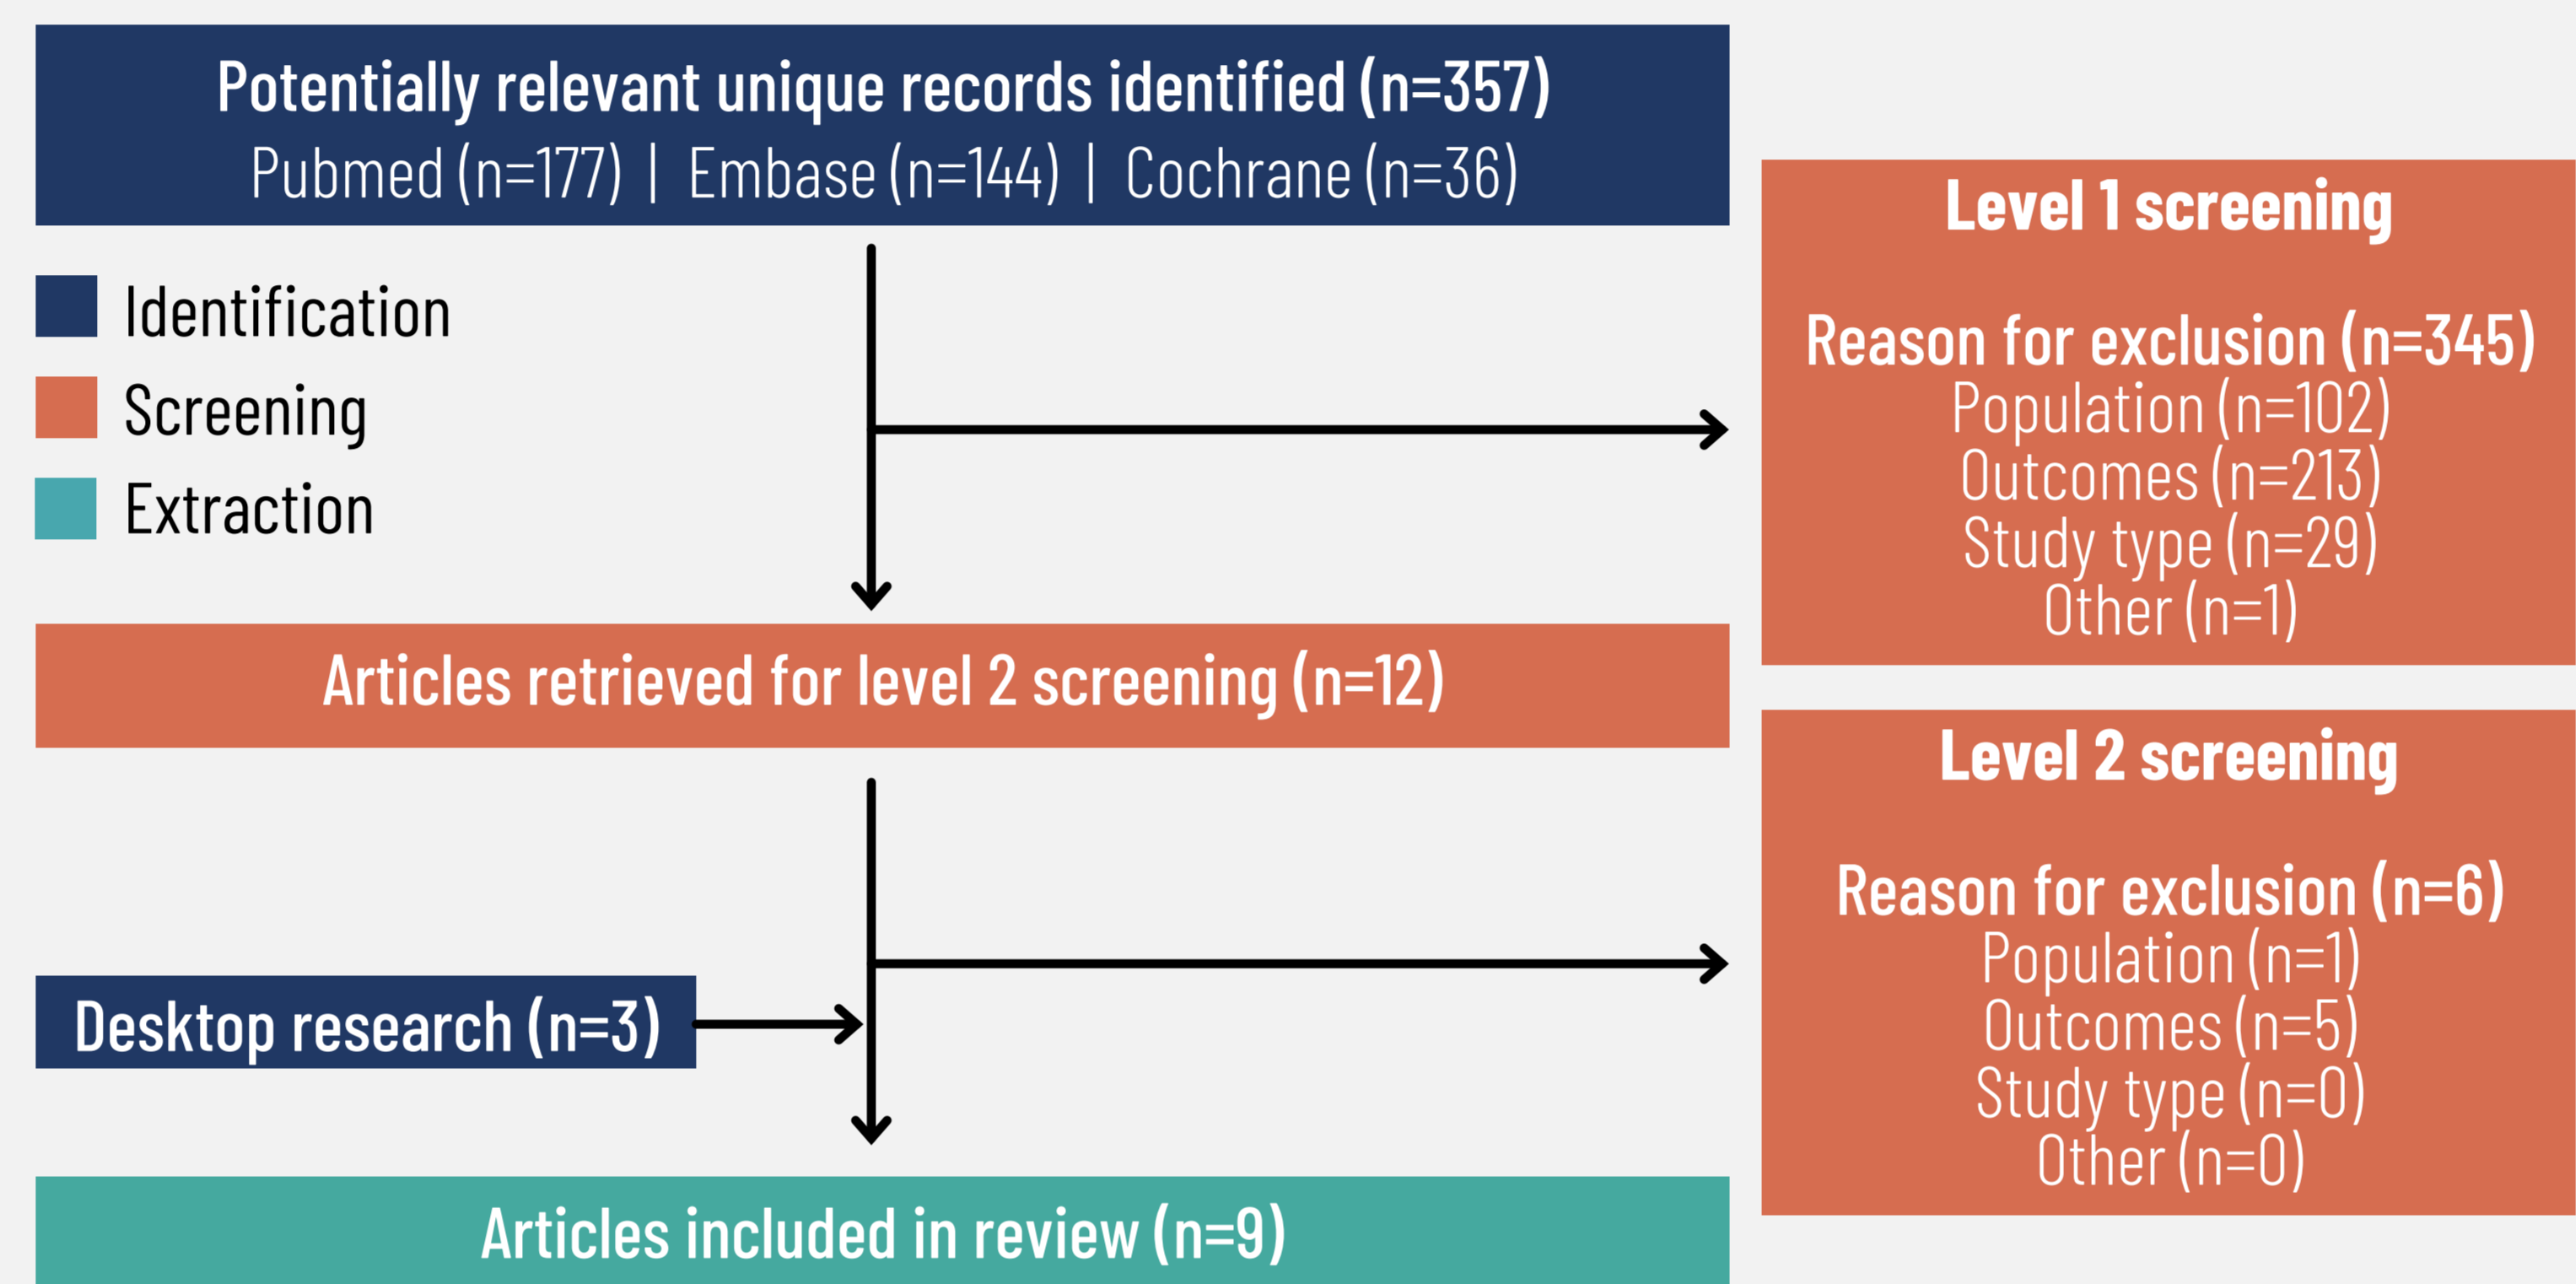 Potentially relevant unique records identified (n=357)
Pubmed (n=177) | Embase (n=144) | Cochrane (n=36)
Identification
Screening
Extraction
Level 1 screening
Reason for exclusion (n=345)
Population (n=102)
Outcomes (n=213)
Study type (n=29)
Other (n=1)
Articles retrieved for level 2 screening (n=12)
Level 2 screening
Reason for exclusion (n=6)
Population (n=1)
Outcomes (n=5)
Study type (n=0)
Other (n=0)
Desktop research (n=3)
Articles included in review (n=9)